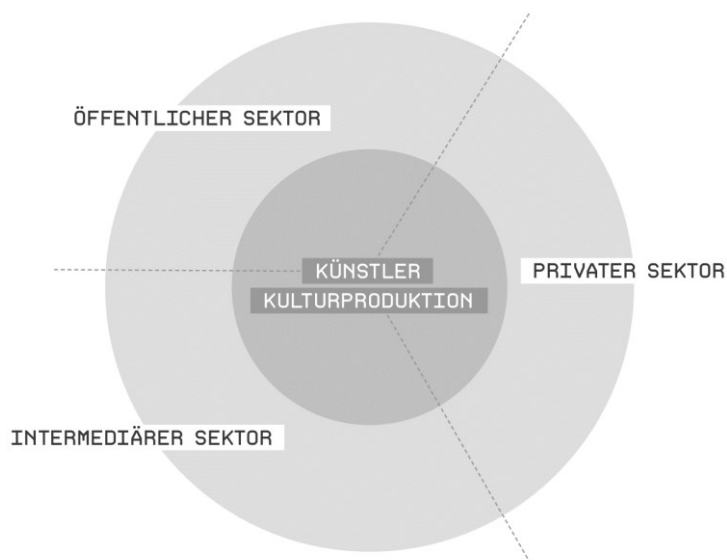 ÖFFENTLICHER SEKTOR
KÜNSTLER
KULTURPRODUKTION
PRIVATER SEKTOR
INTERMEDIÄRER SEKTOR